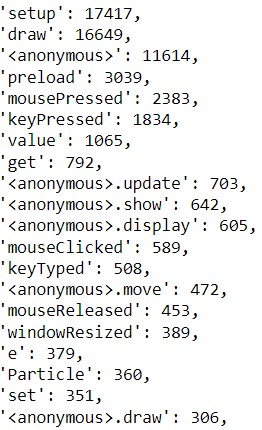 'setup': 17417,
'draw': 16649,
'<anonymous>': 11614,
'preload': 3039,
'mousePressed': 2383,
'keyPressed': 1834,
'value': 1065,
'get': 792,
'<anonymous>.update': 703,
'<anonymous>.show': 642,
'<anonymous>.display': 605,
'mouseClicked': 589,
'keyTyped': 508,
'<anonymous>.move': 472,
'mouseReleased': 453,
'windowResized': 389,
'e': 379,
'Particle': 360,
'set': 351,
'<anonymous>.draw': 306,